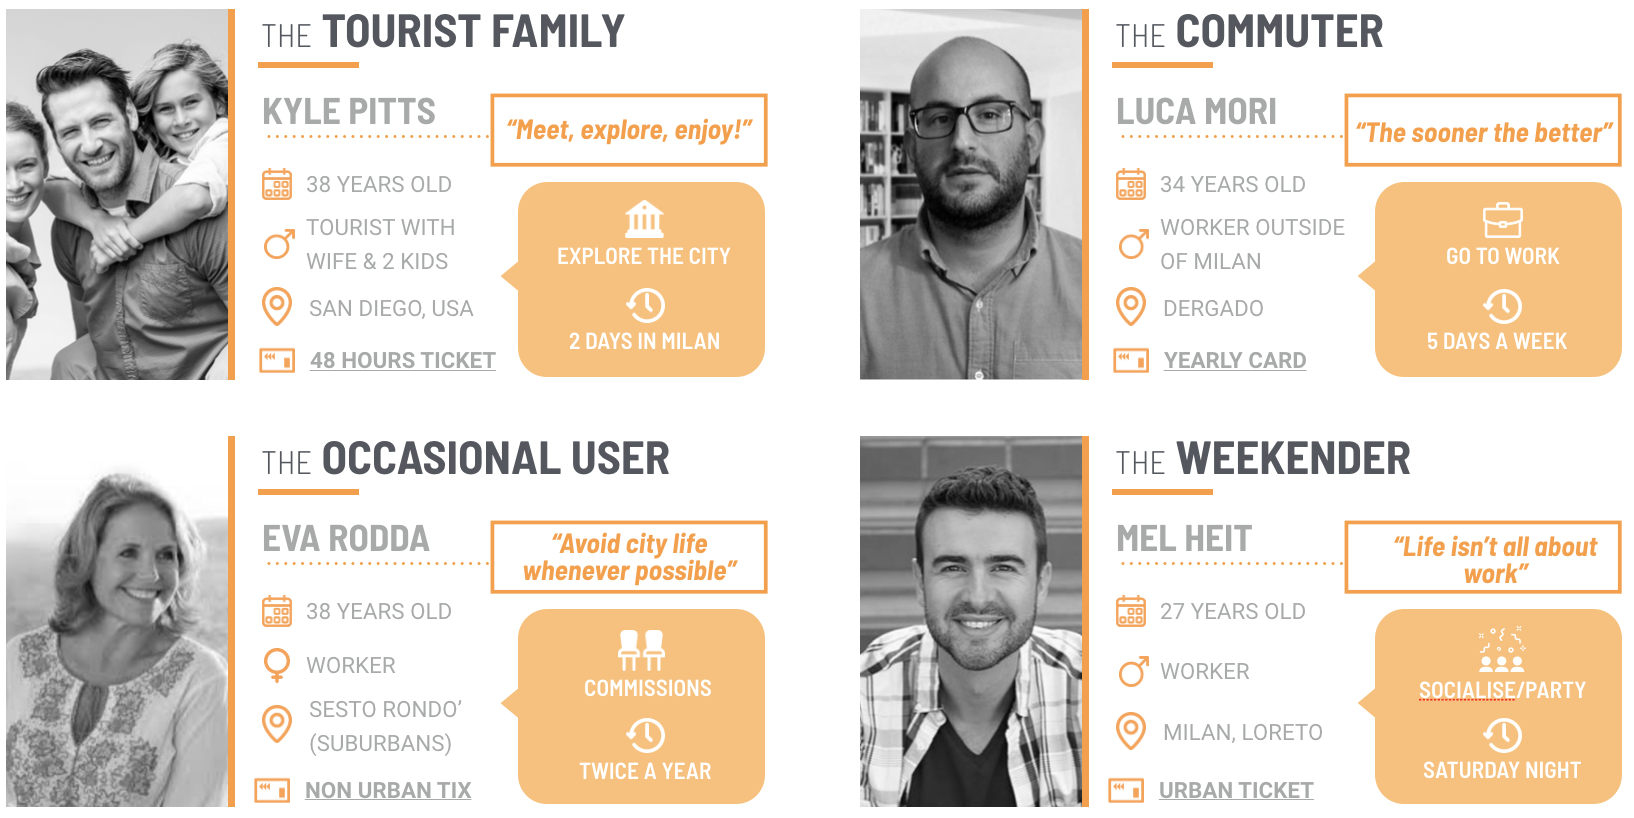 THE TOURIST FAMILY
KYLE PITTS
“Meet, explore, enjoy!”
38 YEARS OLD
TOURIST WITH
WIFE & 2 KIDS
SAN DIEGO, USA
48 HOURS TICKET
EXPLORE THE CITY
2 DAYS IN MILAN
THE COMMUTER
LUCA MORI
“The sooner the better”
34 YEARS OLD
WORKER OUTSIDE
OF MILAN
DERGADO
YEARLY CARD
GO TO WORK
5 DAYS A WEEK
THE OCCASIONAL USER
EVA RODDA
“Avoid city life
whenever possible”
38 YEARS OLD
WORKER
SESTO RONDO’
(SUBURBANS)
NON URBAN TIX
COMMISSIONS
TWICE A YEAR
THE WEEKENDER
MEL HEIT
“Life isn’t all about
work”
27 YEARS OLD
WORKER
MILAN, LORETO
URBAN TICKET
SOCIALISE/PARTY
SATURDAY NIGHT